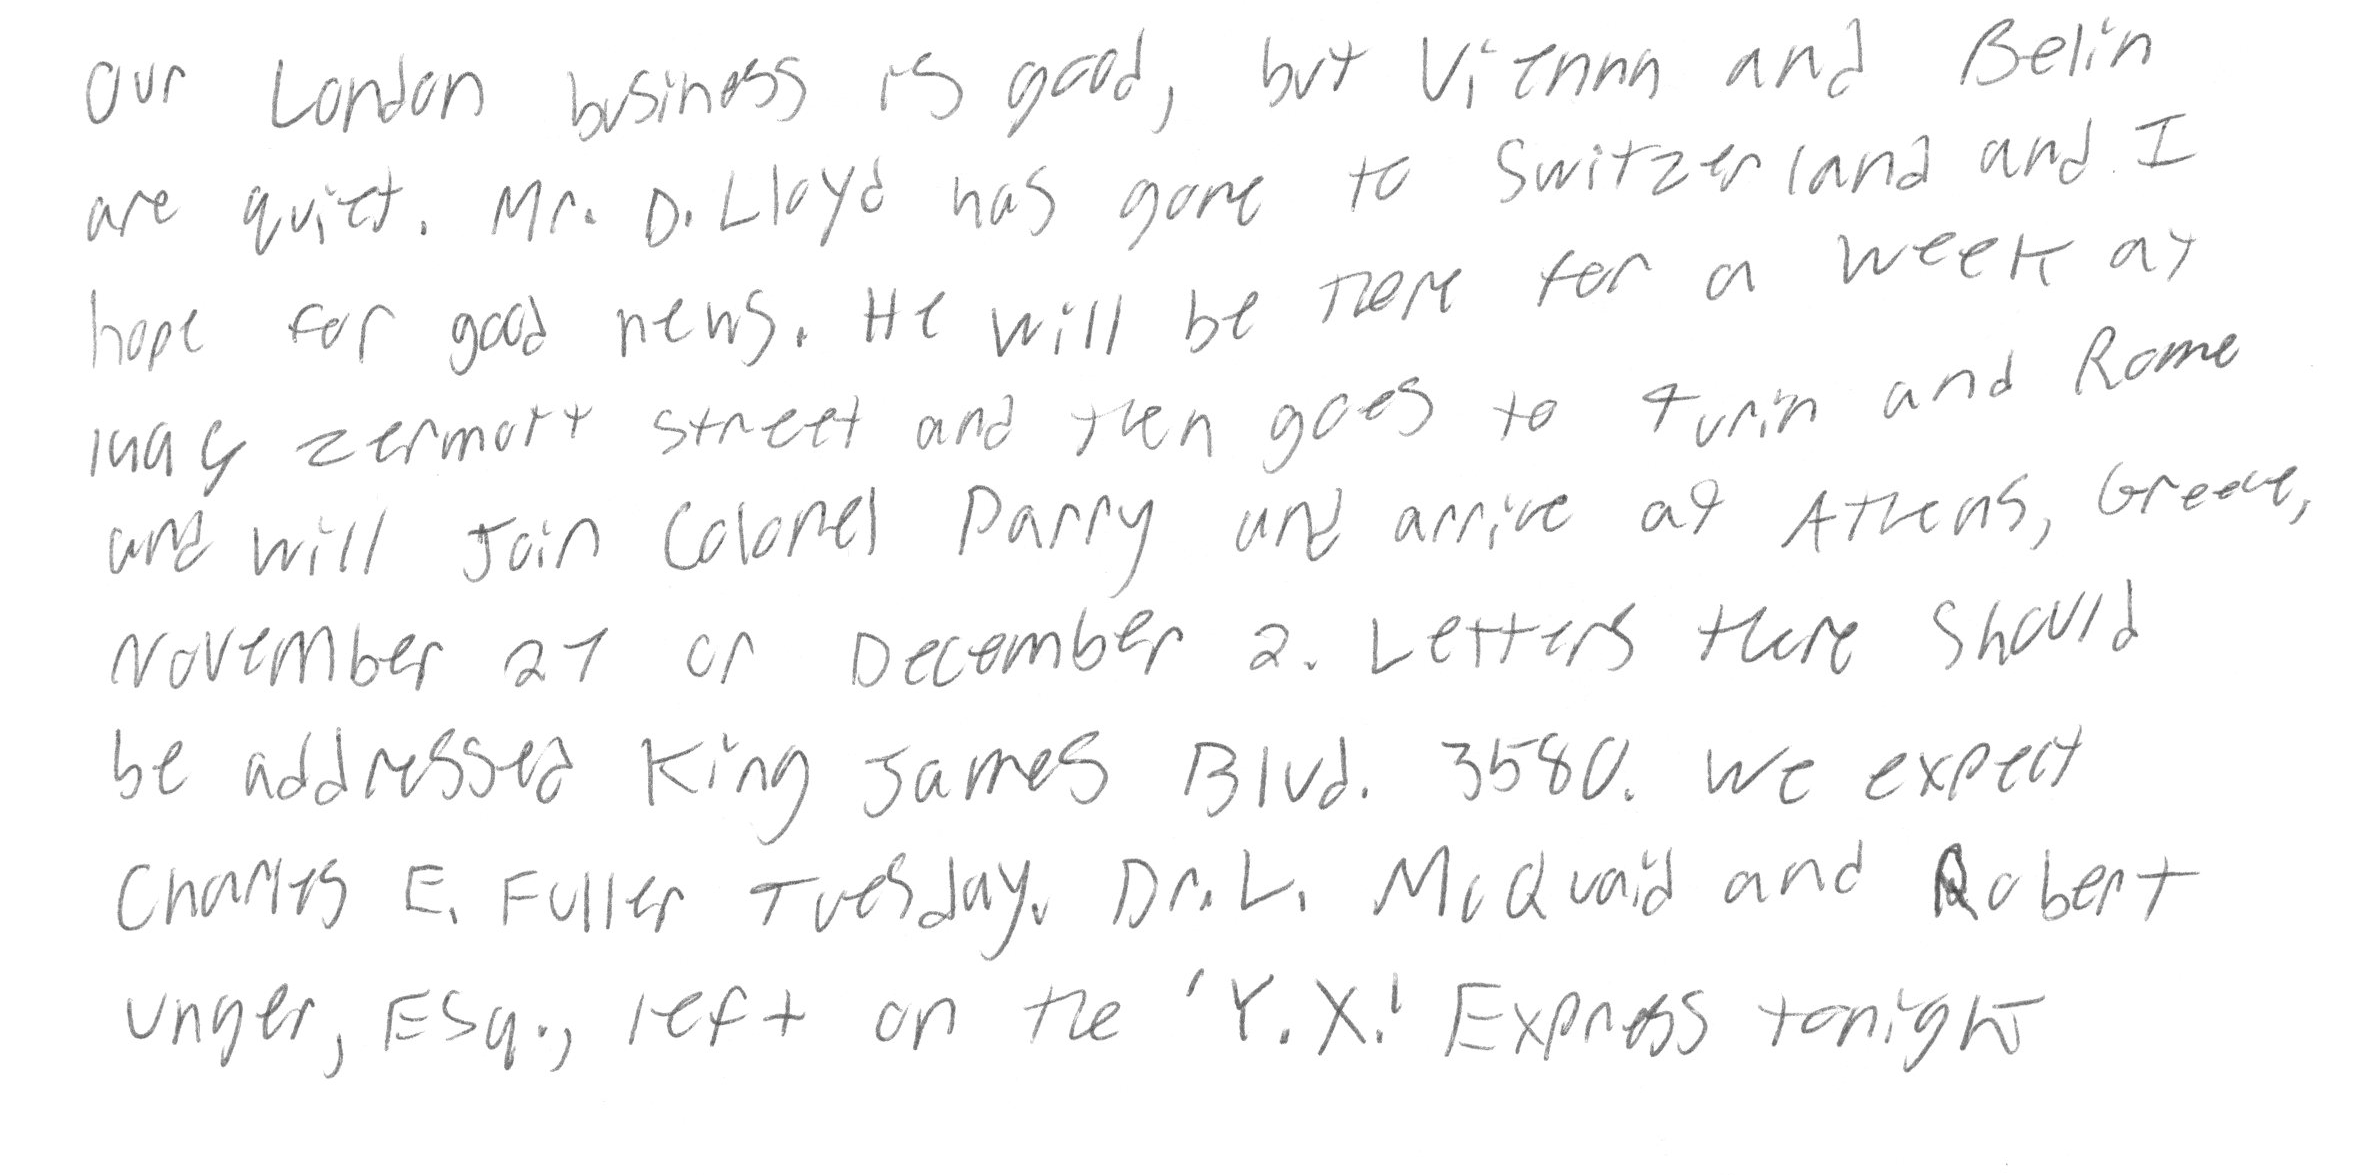 Our London business is good, but Vienna and Belin
are quiet. Mr. D. Lloyd has gone to Switzerland and I
hope for good news. He will be there for a week at
1496 Zermott street and then goes to Turin and Rome
and will Join Colonel Parry and arrive at Athens, Greece,
November 27 or December 2. Letters there should
be addressed King James Blvd. 3580. We expect
Charles E. Fuller Tuesday. Dr. L. McQuaid and Robert
Unger, Esq., left on the 'Y.X.' Express tonight